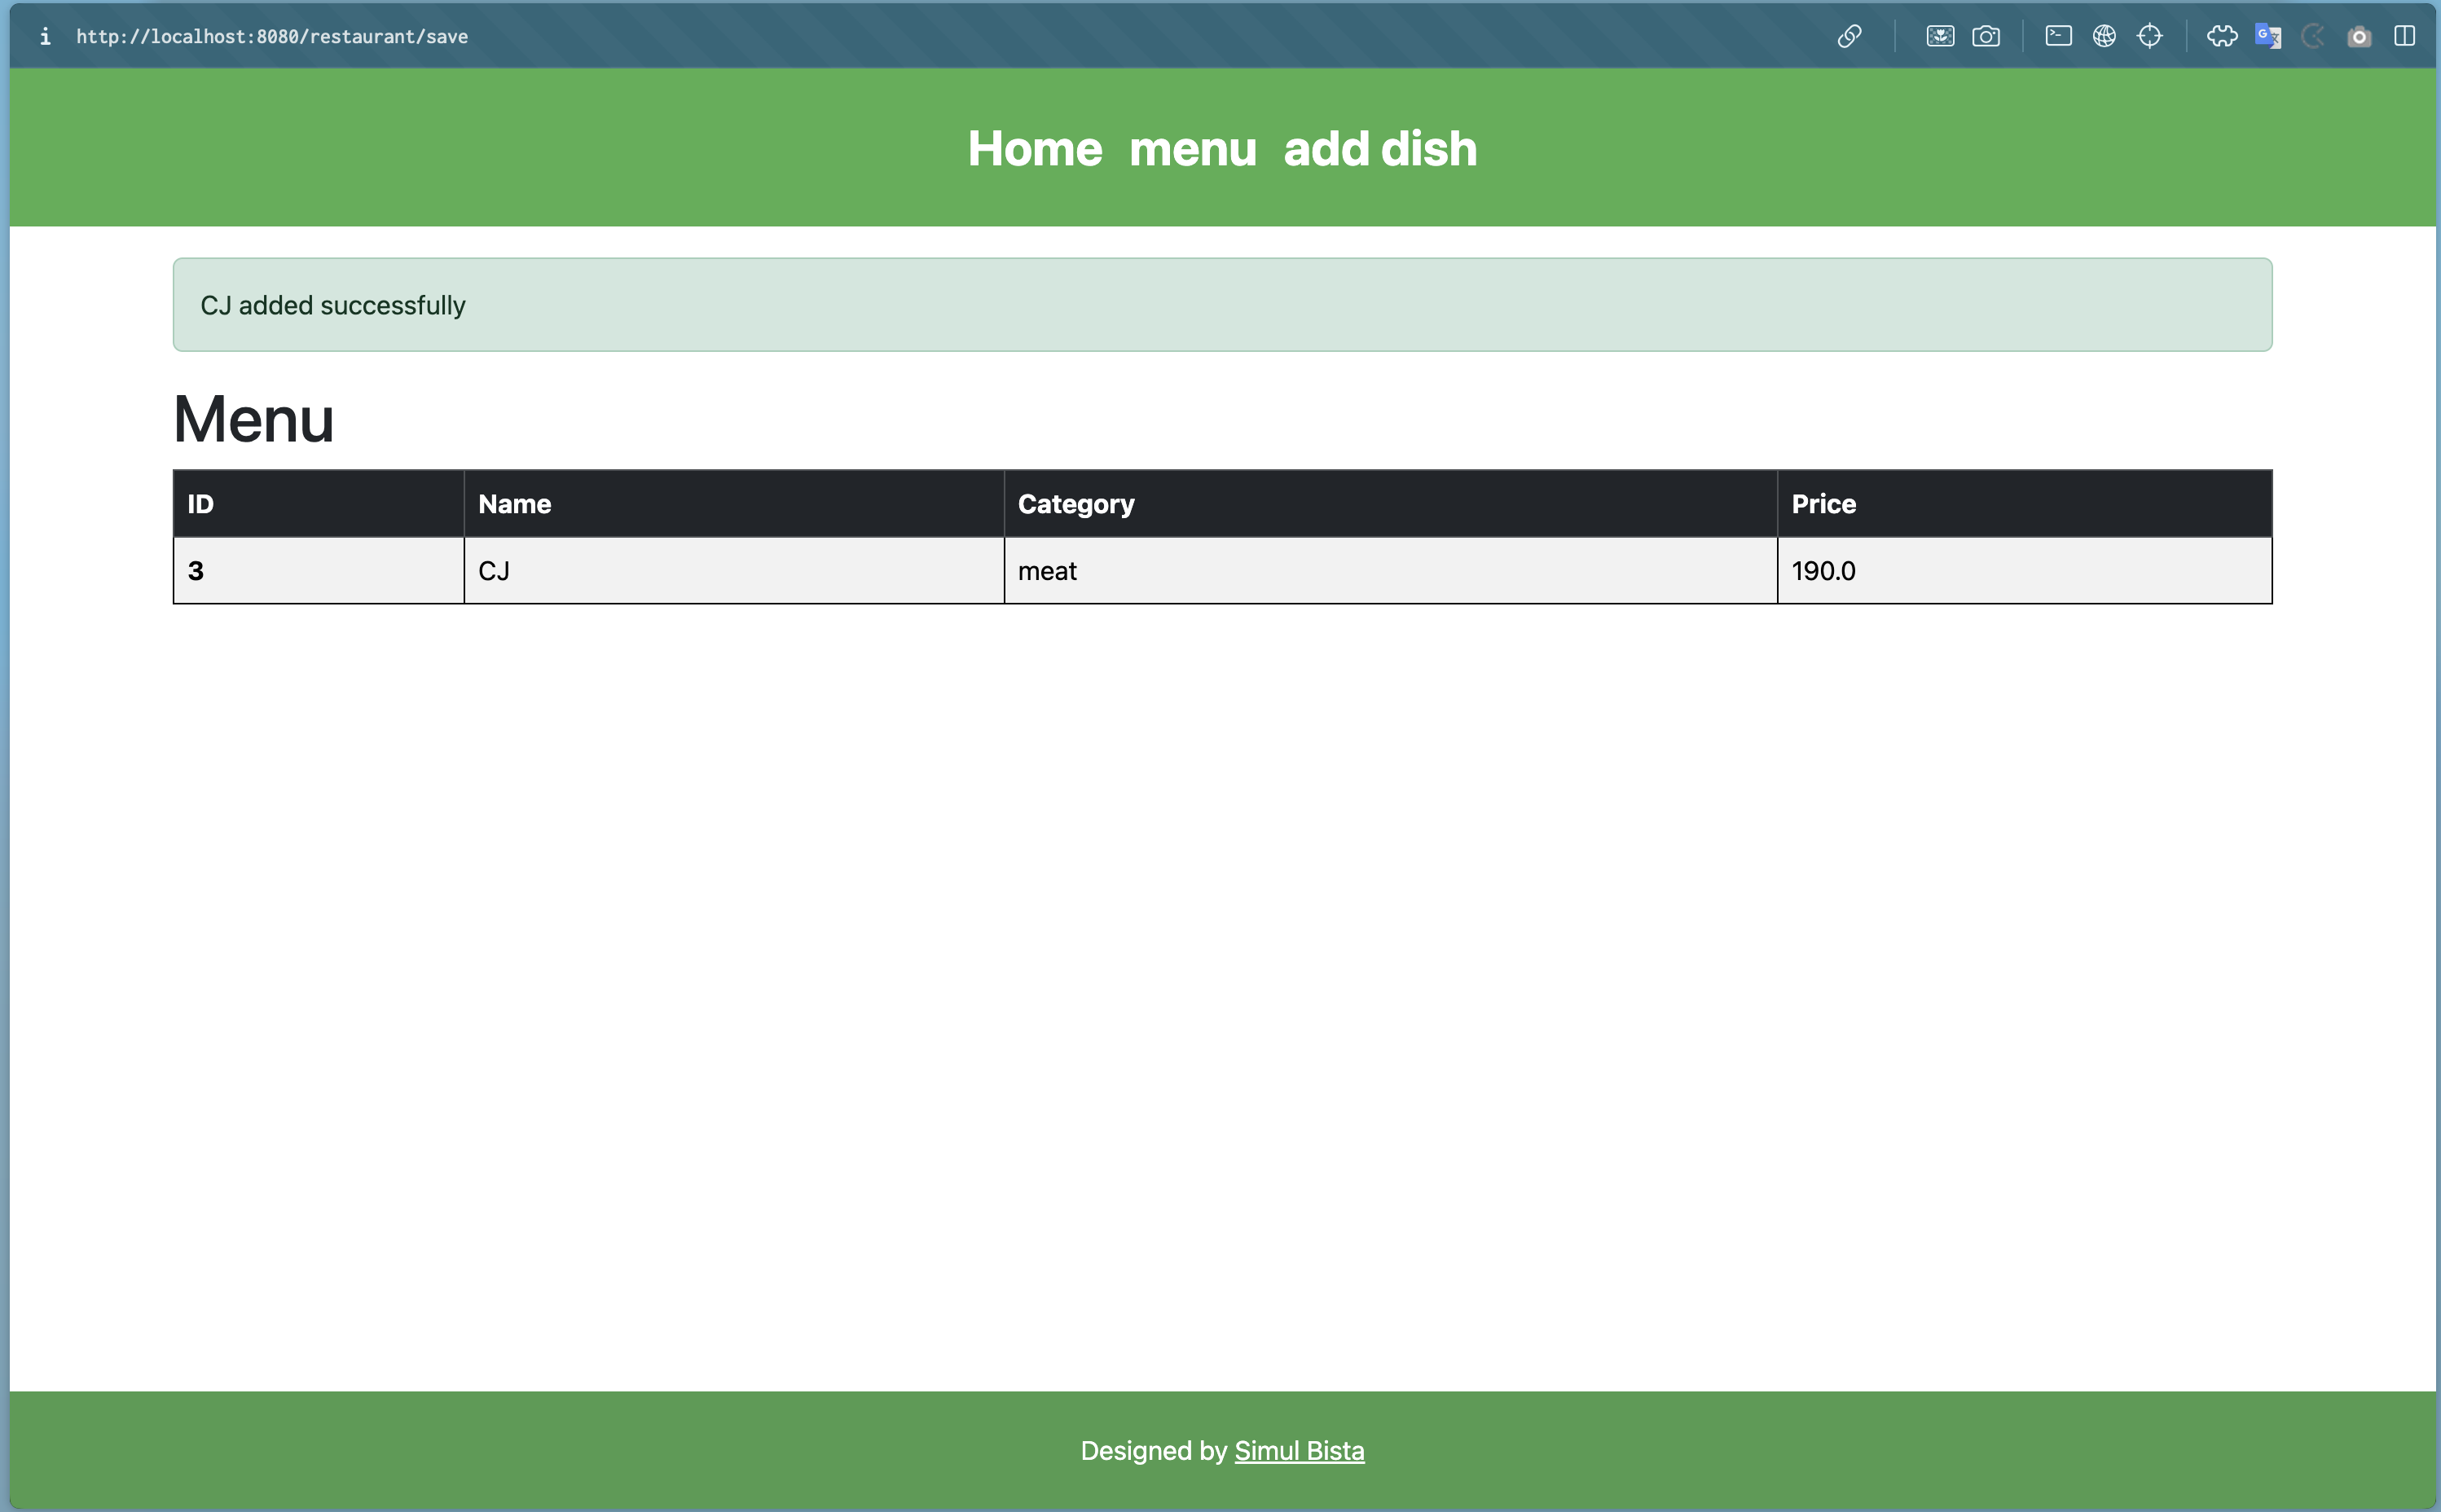 i http://localhost:8080/restaurant/save
Home menu add dish
CJ added successfully
Menu
ID Name Category Price
3 CJ meat 190.0
Designed by Simul Bista